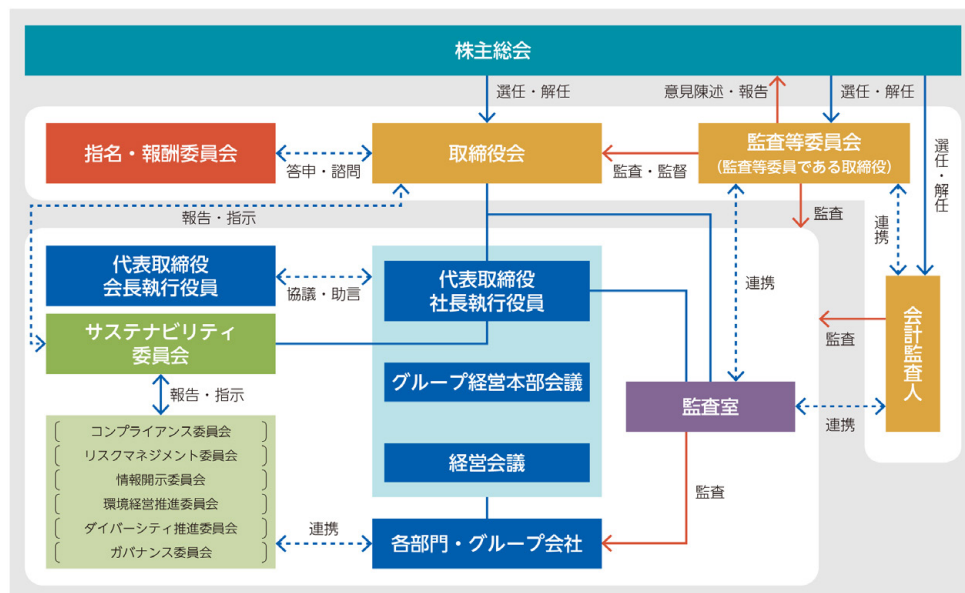 株主総会
選任・解任
意見陳述・報告
選任・解任
選任・解任
指名・報酬委員会
答申・諮問
取締役会
監査・監督
監査等委員会
(監査等委員である取締役)
報告・指示
監査
連携
代表取締役
会長執行役員
協議・助言
代表取締役
社長執行役員
連携
サステナビリティ
委員会
会計監査人
監査
グループ経営本部会議
報告・指示
監査室
連携
コンプライアンス委員会
リスクマネジメント委員会
情報開示委員会
環境経営推進委員会
ダイバーシティ推進委員会
ガバナンス委員会
経営会議
監査
連携
各部門・グループ会社